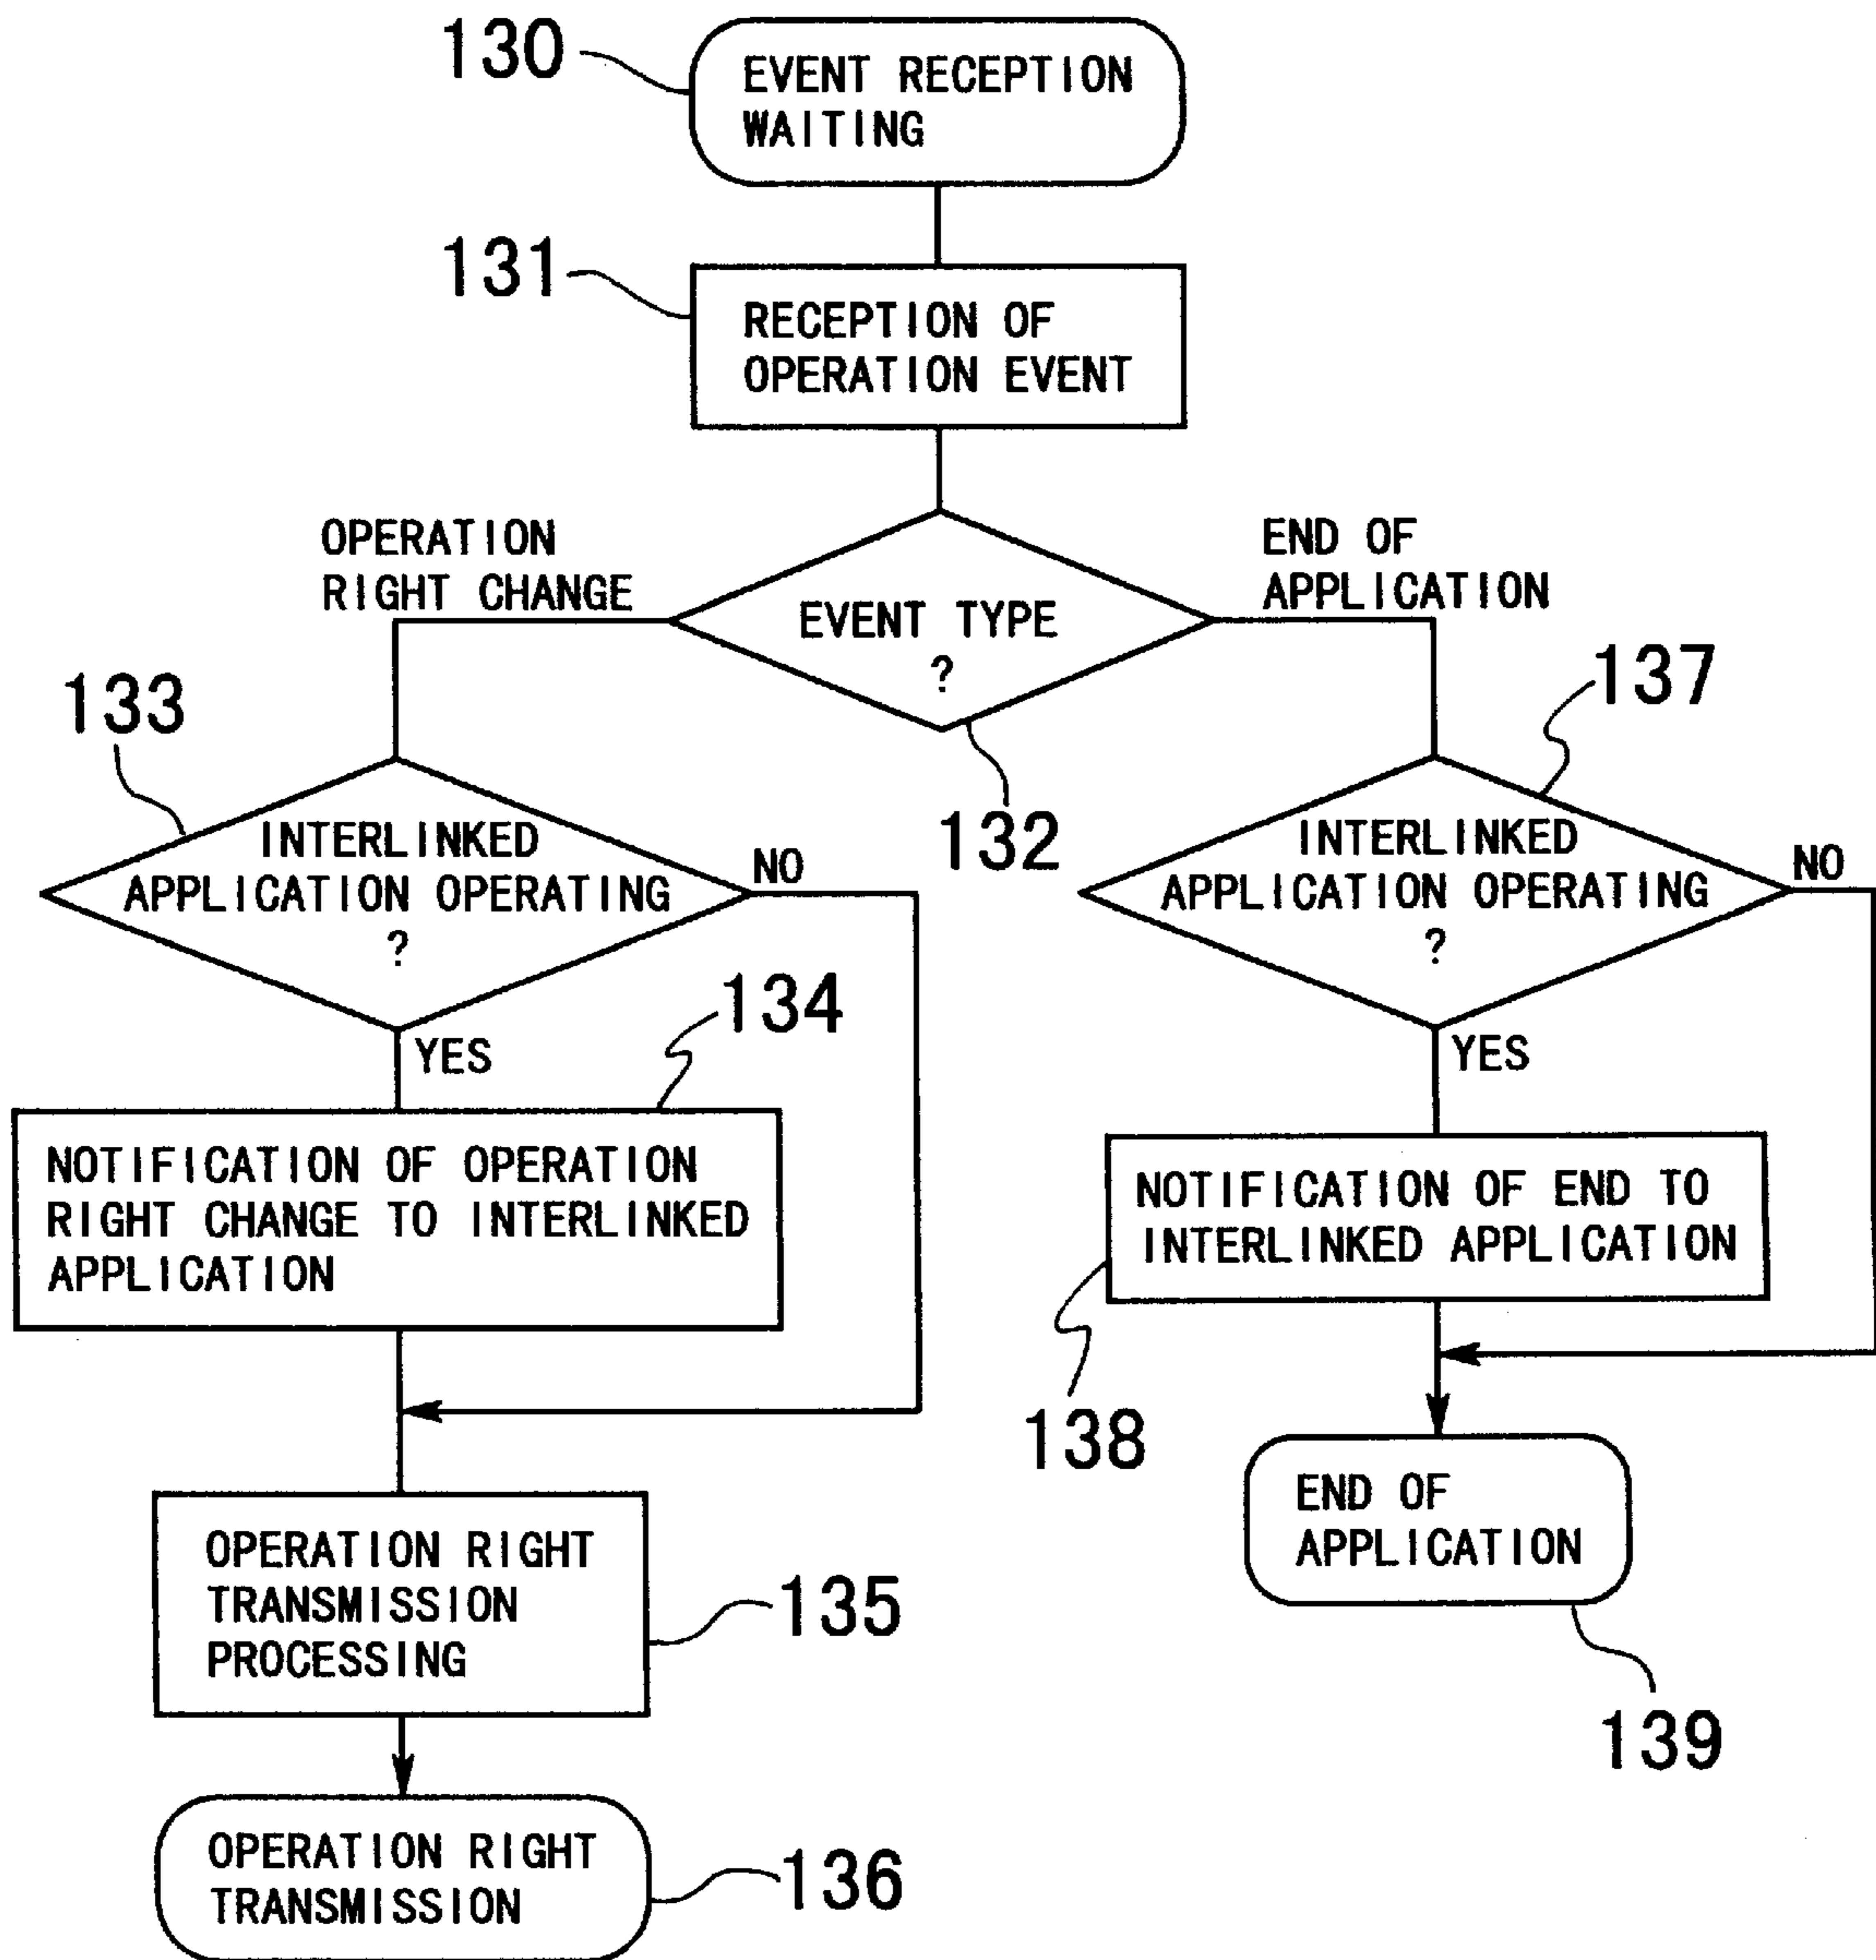 130
EVENT RECEPTION
WAITING
131
RECEPTION OF
OPERATION EVENT
OPERATION
RIGHT CHANGE
END OF
APPLICATION
EVENT TYPE
?
132
133
INTERLINKED
APPLICATION OPERATING
?
NO
YES
137
INTERLINKED
APPLICATION OPERATING
?
NO
YES
134
NOTIFICATION OF OPERATION
RIGHT CHANGE TO INTERLINKED
APPLICATION
NOTIFICATION OF END TO
INTERLINKED APPLICATION
138
OPERATION RIGHT
TRANSMISSION
PROCESSING
135
END OF
APPLICATION
139
OPERATION RIGHT
TRANSMISSION
136